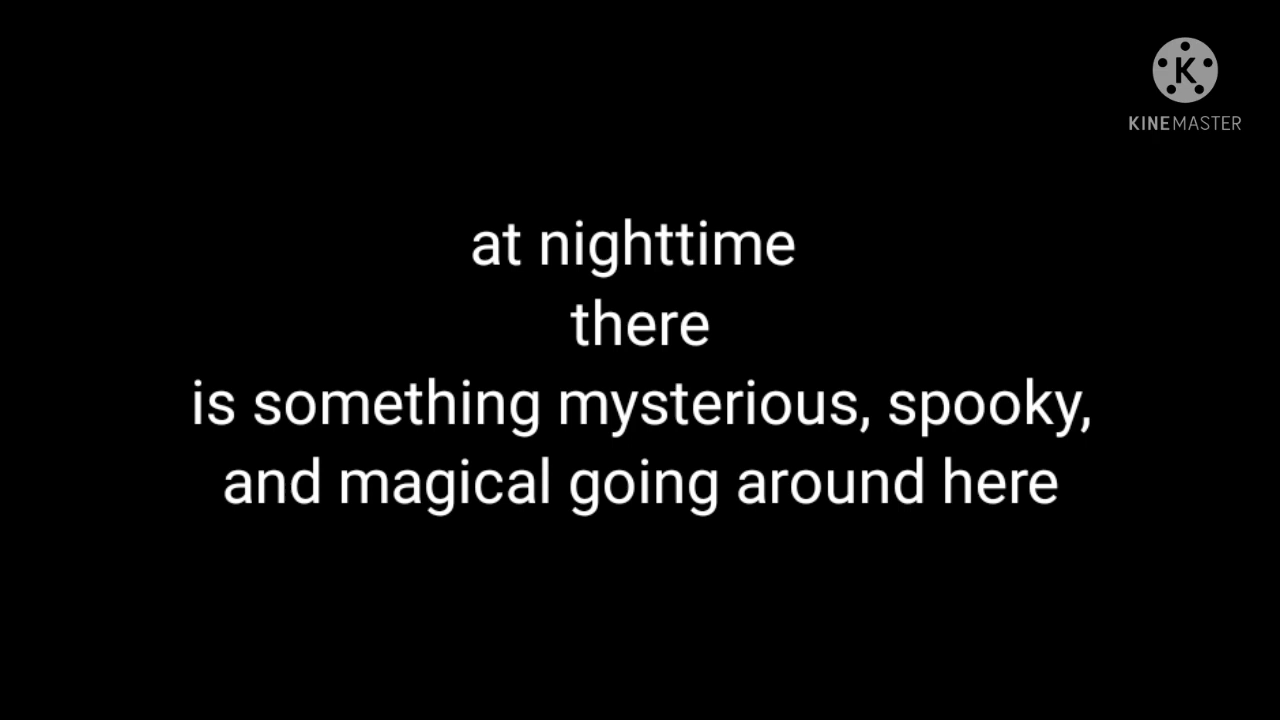 K
KINEMASTER
at nighttime
there
is something mysterious, spooky,
and magical going around here